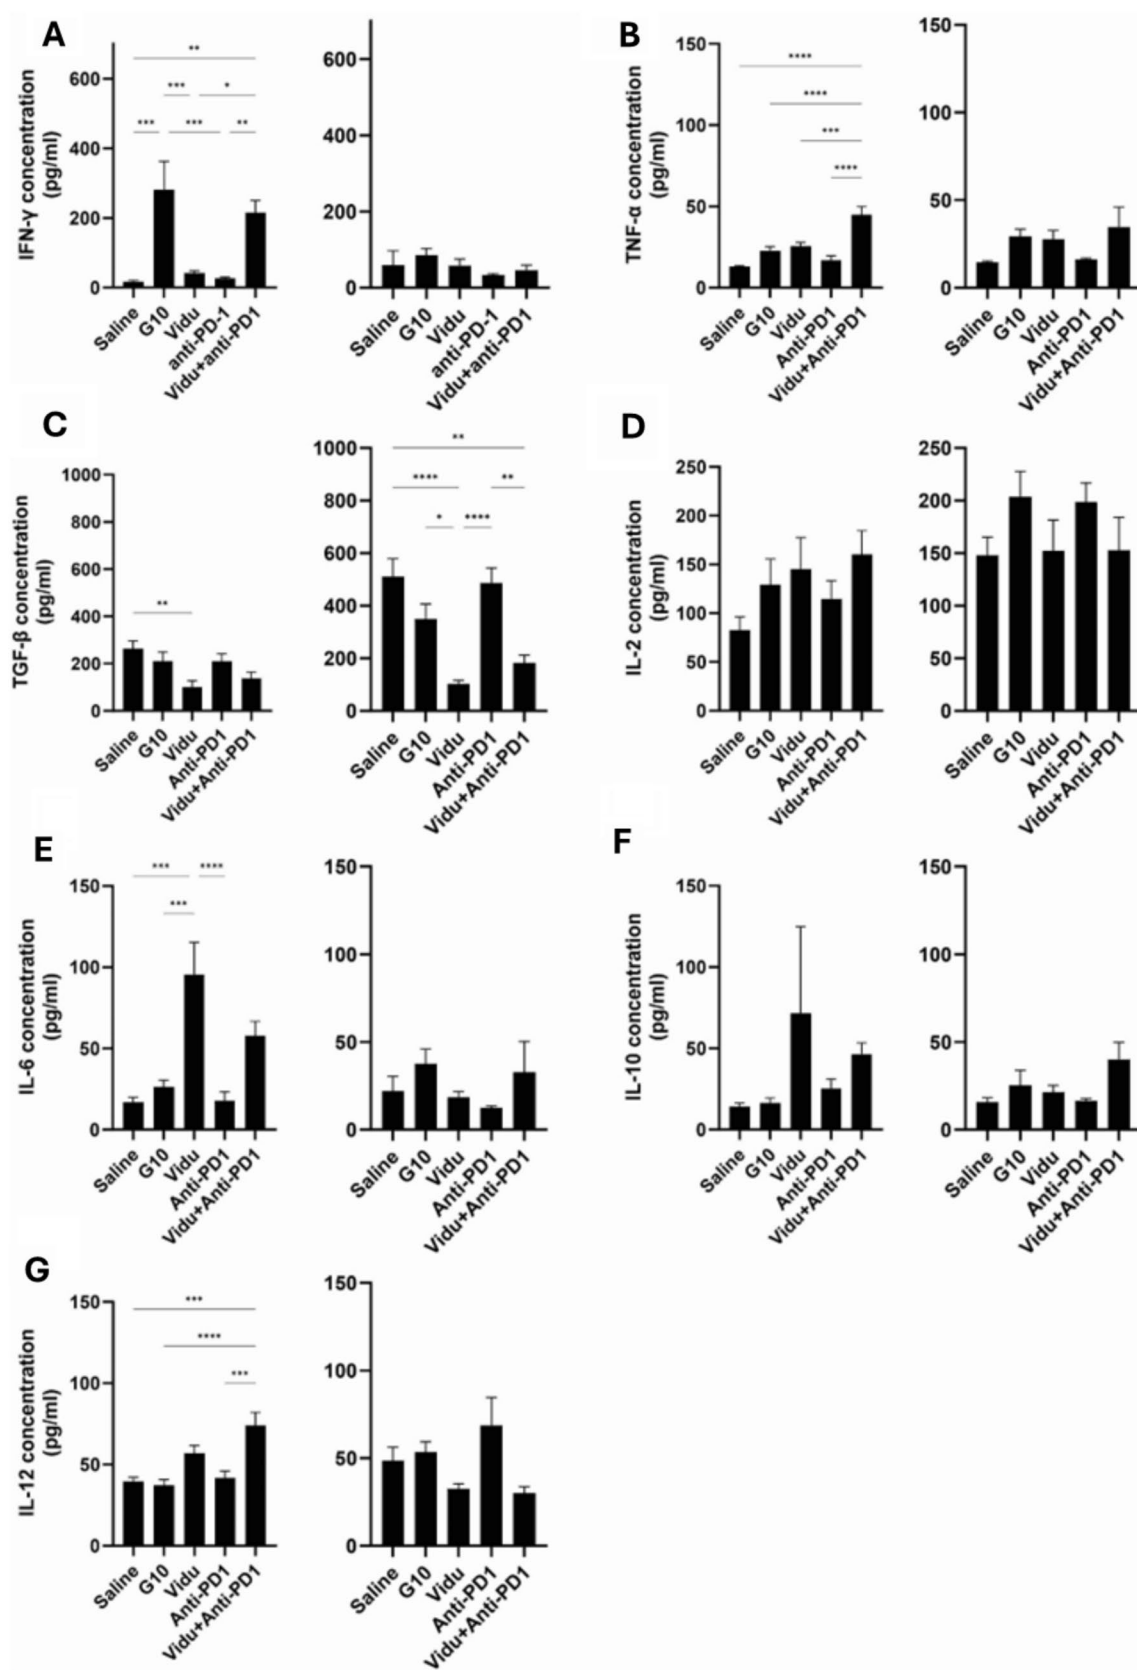 A
IFN-γ concentration
(pg/ml)
600
400
200
0
**
***
*
***
***
**
Saline
G10
Vidu
anti-PD-1
Vidu+anti-PD1
600
400
200
0
Saline
G10
Vidu
anti-PD-1
Vidu+anti-PD1
B
TNF-α concentration
(pg/ml)
150
100
50
0
****
****
***
****
Saline
G10
Vidu
Anti-PD1
Vidu+Anti-PD1
150
100
50
0
Saline
G10
Vidu
Anti-PD1
Vidu+Anti-PD1
C
TGF-β concentration
(pg/ml)
1000
800
600
400
200
0
**
Saline
G10
Vidu
Anti-PD1
Vidu+Anti-PD1
1000
800
600
400
200
0
**
****
**
*
****
Saline
G10
Vidu
Anti-PD1
Vidu+Anti-PD1
D
IL-2 concentration
(pg/ml)
250
200
150
100
50
0
Saline
G10
Vidu
Anti-PD1
Vidu+Anti-PD1
250
200
150
100
50
0
Saline
G10
Vidu
Anti-PD1
Vidu+Anti-PD1
E
IL-6 concentration
(pg/ml)
150
100
50
0
***
****
***
Saline
G10
Vidu
Anti-PD1
Vidu+Anti-PD1
150
100
50
0
Saline
G10
Vidu
Anti-PD1
Vidu+Anti-PD1
F
IL-10 concentration
(pg/ml)
150
100
50
0
Saline
G10
Vidu
Anti-PD1
Vidu+Anti-PD1
150
100
50
0
Saline
G10
Vidu
Anti-PD1
Vidu+Anti-PD1
G
IL-12 concentration
(pg/ml)
150
100
50
0
***
****
***
Saline
G10
Vidu
Anti-PD1
Vidu+Anti-PD1
150
100
50
0
Saline
G10
Vidu
Anti-PD1
Vidu+Anti-PD1